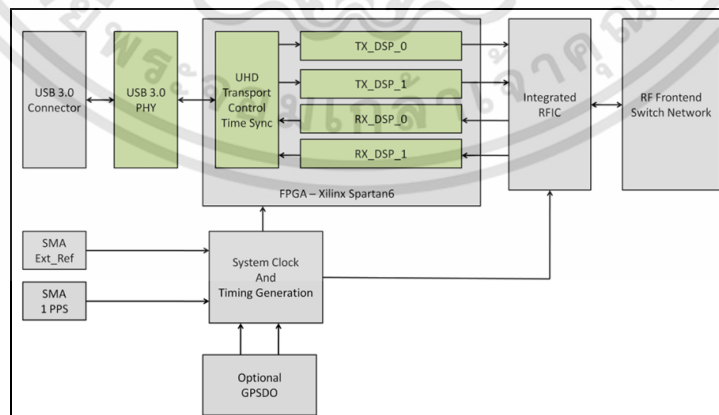 USB 3.0
Connector
USB 3.0
PHY
UHD
Transport
Control
Time Sync
TX_DSP_0
TX_DSP_1
RX_DSP_0
RX_DSP_1
FPGA – Xilinx Spartan6
Integrated
RFIC
RF Frontend
Switch Network
SMA
Ext_Ref
SMA
1 PPS
System Clock
And
Timing Generation
Optional
GPSDO